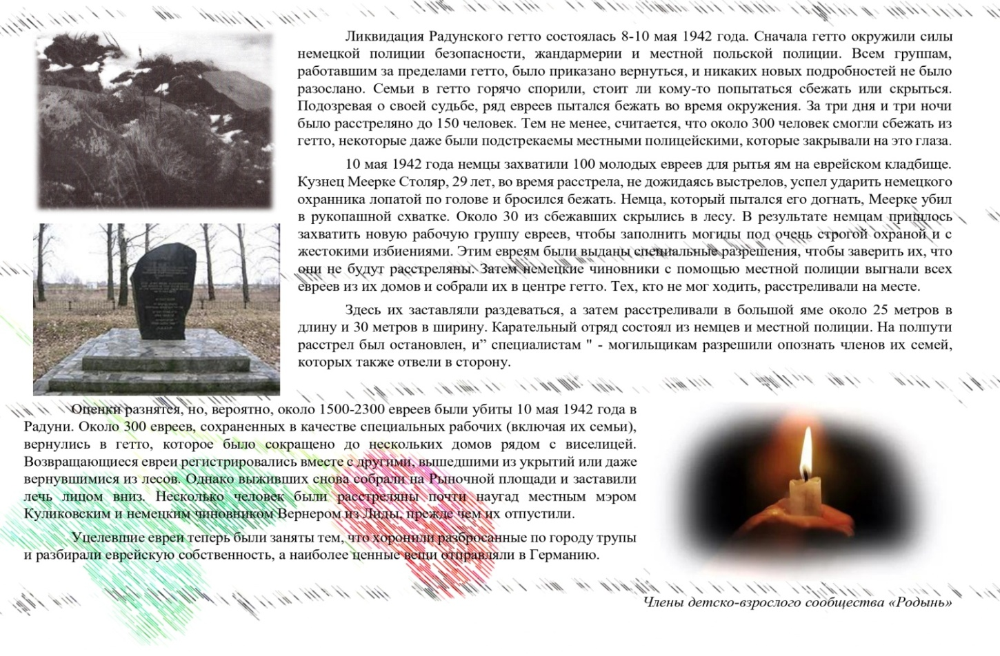 Ликвидация Радунского гетто состоялась 8-10 мая 1942 года. Сначала гетто окружили силы
немецкой полиции безопасности, жандармерии и местной польской полиции. Всем группам,
работавшим за пределами гетто, было приказано вернуться, и никаких новых подробностей не было
разослано. Семьи в гетто горячо спорили, стоит ли кому-то попытаться сбежать или скрыться.
Подозревая о своей судьбе, ряд евреев пытался бежать во время окружения. За три дня и три ночи
было расстреляно до 150 человек. Тем не менее, считается, что около 300 человек смогли сбежать из
гетто, некоторые даже были подстрекаемы местными полицейскими, которые закрывали на это глаза.
10 мая 1942 года немцы захватили 100 молодых евреев для рытья ям на еврейском кладбище.
Кузнец Меерке Столяр, 29 лет, во время расстрела, не дожидаясь выстрелов, успел ударить немецкого
охранника лопатой по голове и бросился бежать. Немца, который пытался его догнать, Меерке убил
в рукопашной схватке. Около 30 из сбежавших скрылись в лесу. В результате немцам пришлось
захватить новую рабочую группу евреев, чтобы заполнить могилы под очень строгой охраной и с
жестокими избиениями. Этим евреям были выданы специальные разрешения, чтобы заверить их, что
они не будут расстреляны. Затем немецкие чиновники с помощью местной полиции выгнали всех
евреев из их домов и собрали их в центре гетто. Тех, кто не мог ходить, расстреливали на месте.
Здесь их заставляли раздеваться, а затем расстреливали в большой яме около 25 метров в
длину и 30 метров в ширину. Карательный отряд состоял из немцев и местной полиции. На полпути
расстрел был остановлен, и” специалистам " - могильщикам разрешили опознать членов их семей,
которых также отвели в сторону.
Оценки разнятся, но, вероятно, около 1500-2300 евреев были убиты 10 мая 1942 года в
Радуни. Около 300 евреев, сохраненных в качестве специальных рабочих (включая их семьи),
вернулись в гетто, которое было сокращено до нескольких домов рядом с виселицей.
Возвращающиеся евреи регистрировались вместе с другими, вышедшими из укрытий или даже
вернувшимися из лесов. Однако выживших снова собрали на Рыночной площади и заставили
лечь лицом вниз. Несколько человек были расстреляны почти наугад местным мэром
Куликовским и немецким чиновником Вернером из Лиды, прежде чем их отпустили.
Уцелевшие евреи теперь были заняты тем, что хоронили разбросанные по городу трупы
и разбирали еврейскую собственность, а наиболее ценные вещи отправляли в Германию.
Члены детско-взрослого сообщества «Родынь»